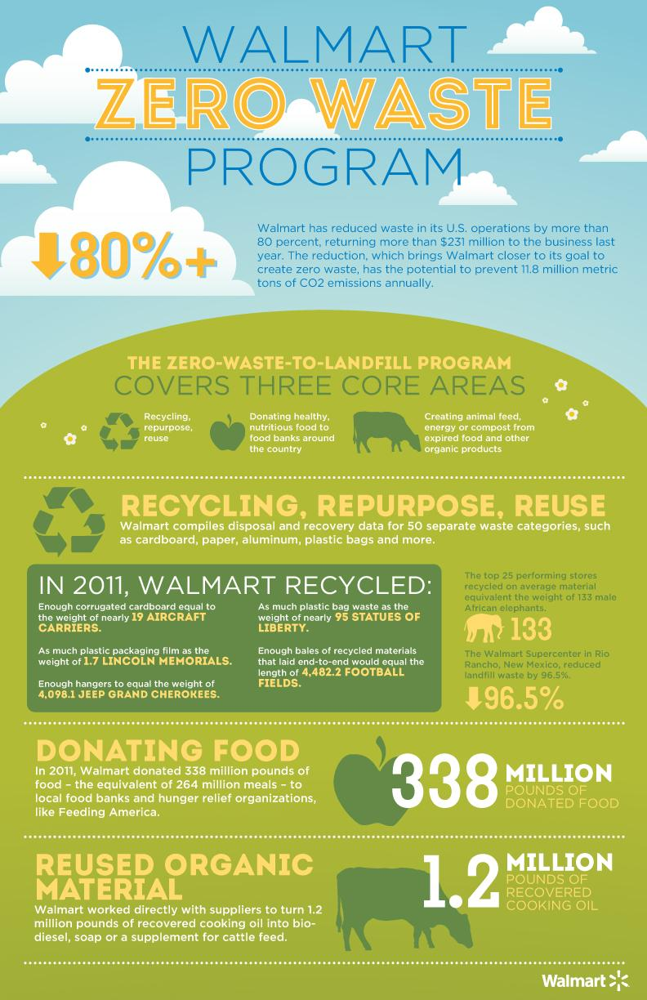 WALMART
ZERO WASTE
PROGRAM
80%+
Walmart has reduced waste in its U.S. operations by more than
80 percent, returning more than $231 million to the business last
year. The reduction, which brings Walmart closer to its goal to
create zero waste, has the potential to prevent 11.8 million metric
tons of CO2 emissions annually.
THE ZERO-WASTE-TO-LANDFILL PROGRAM
COVERS THREE CORE AREAS
Recycling,
repurpose,
reuse
Donating healthy,
nutritious food to
food banks around
the country
Creating animal feed,
energy or compost from
expired food and other
organic products
RECYCLING, REPURPOSE, REUSE
Walmart compiles disposal and recovery data for 50 separate waste categories, such
as cardboard, paper, aluminum, plastic bags and more.
IN 2011, WALMART RECYCLED:
Enough corrugated cardboard equal to
the weight of nearly 19 AIRCRAFT
CARRIERS.
As much plastic packaging film as the
weight of 1.7 LINCOLN MEMORIALS.
Enough hangers to equal the weight of
4,098.1 JEEP GRAND CHEROKEES.
As much plastic bag waste as the
weight of nearly 95 STATUES OF
LIBERTY.
Enough bales of recycled materials
that laid end-to-end would equal the
length of 4,482.2 FOOTBALL
FIELDS.
The top 25 performing stores
recycled on average material
equivalent the weight of 133 male
African elephants.
133
The Walmart Supercenter in Rio
Rancho, New Mexico, reduced
landfill waste by 96.5%.
96.5%
DONATING FOOD
In 2011, Walmart donated 338 million pounds of
food – the equivalent of 264 million meals – to
local food banks and hunger relief organizations,
like Feeding America.
338 MILLION
POUNDS OF
DONATED FOOD
REUSED ORGANIC
MATERIAL
Walmart worked directly with suppliers to turn 1.2
million pounds of recovered cooking oil into bio-
diesel, soap or a supplement for cattle feed.
1.2 MILLION
POUNDS OF
RECOVERED
COOKING OIL
Walmart